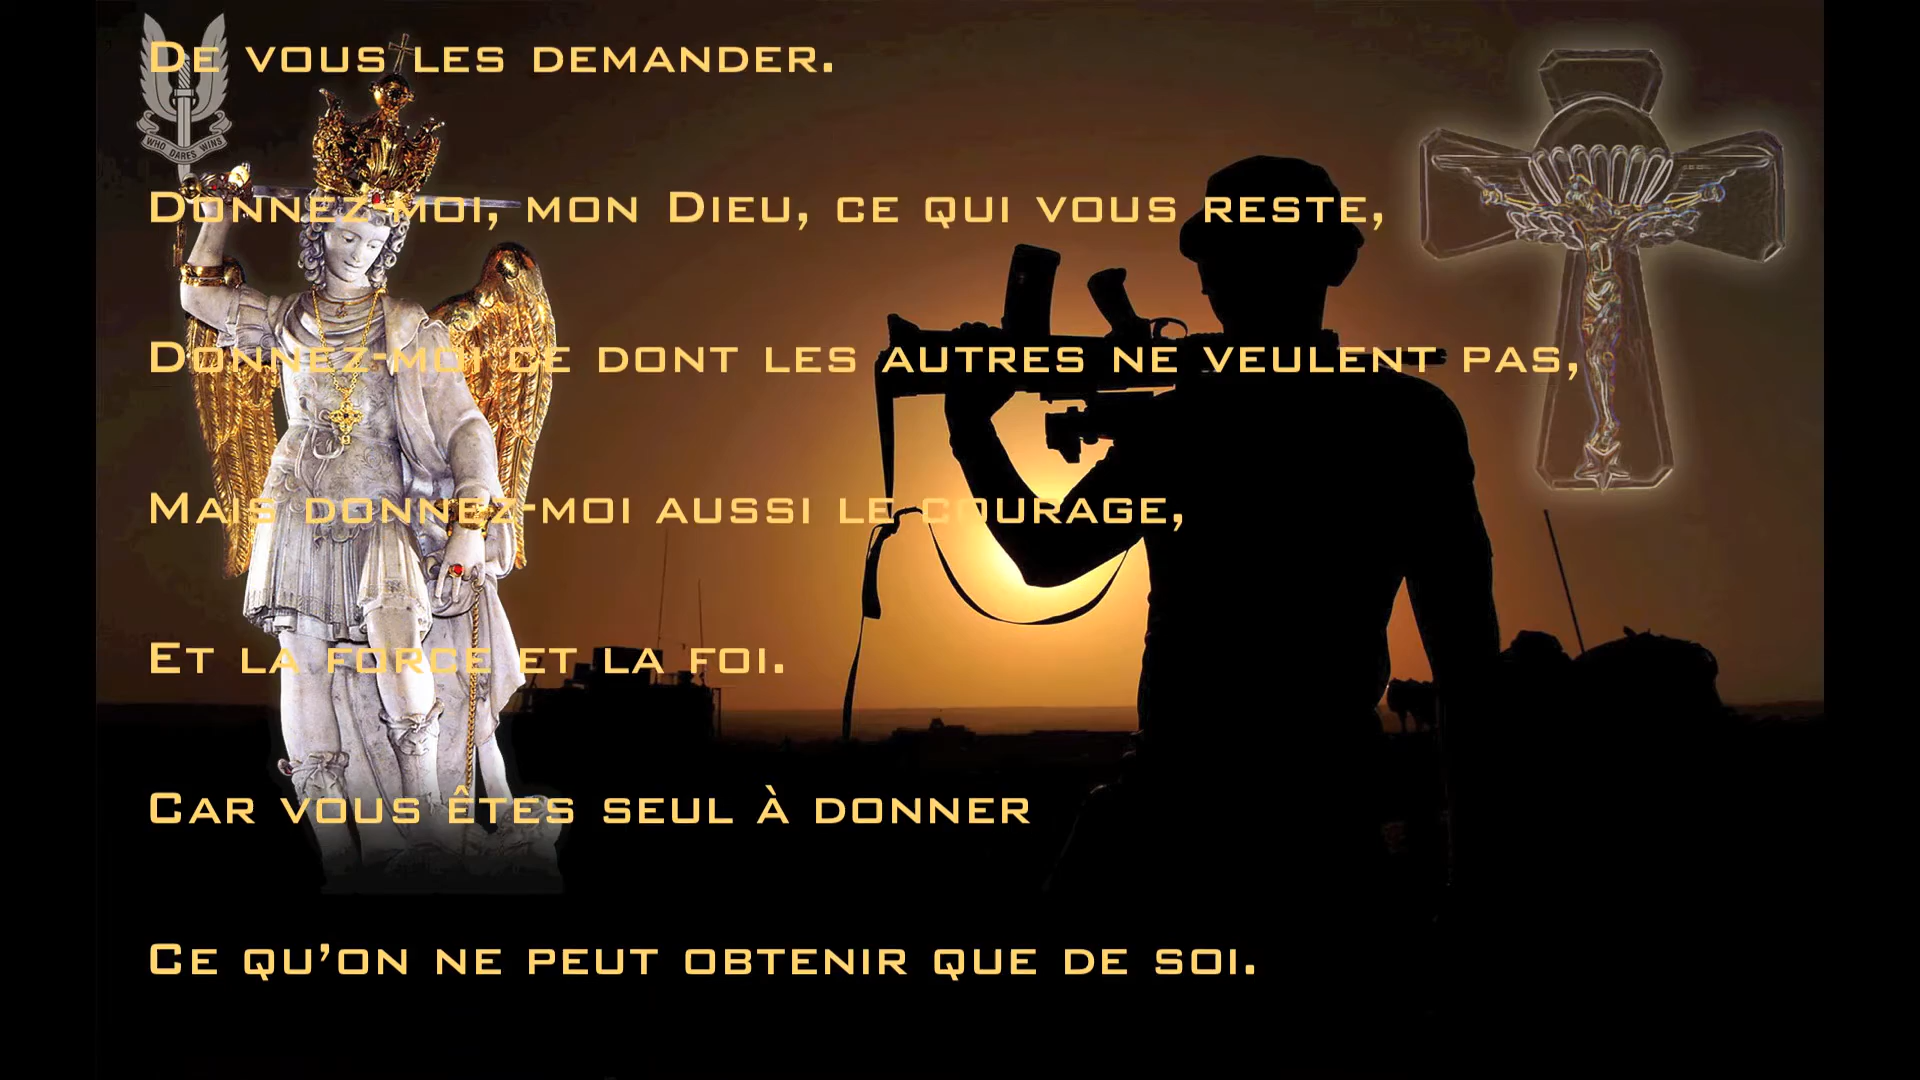 De vous les demander.
WHO DARES WINS
Donnez-moi, mon Dieu, ce qui vous reste,
Donnez-moi ce dont les autres ne veulent pas,
Mais donnez-moi aussi le courage,
Et la force et la foi.
Car vous êtes seul à donner
Ce qu’on ne peut obtenir que de soi.